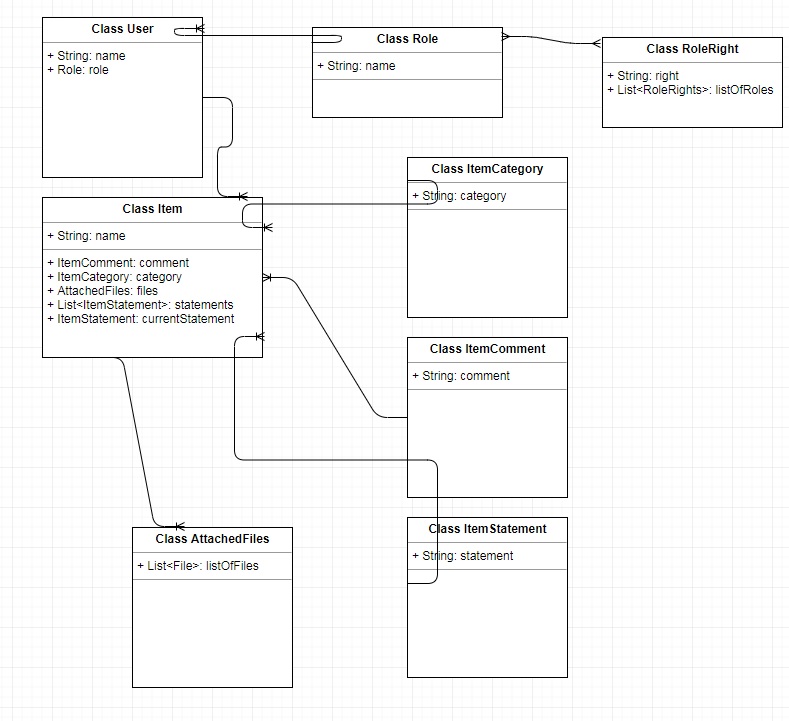 Class User
+ String: name
+ Role: role
Class Role
+ String: name
Class RoleRight
+ String: right
+ List<RoleRights>: listOfRoles
Class Item
+ String: name
+ ItemComment: comment
+ ItemCategory: category
+ AttachedFiles: files
+ List<ItemStatement>: statements
+ ItemStatement: currentStatement
Class ItemCategory
+ String: category
Class ItemComment
+ String: comment
Class AttachedFiles
+ List<File>: listOfFiles
Class ItemStatement
+ String: statement